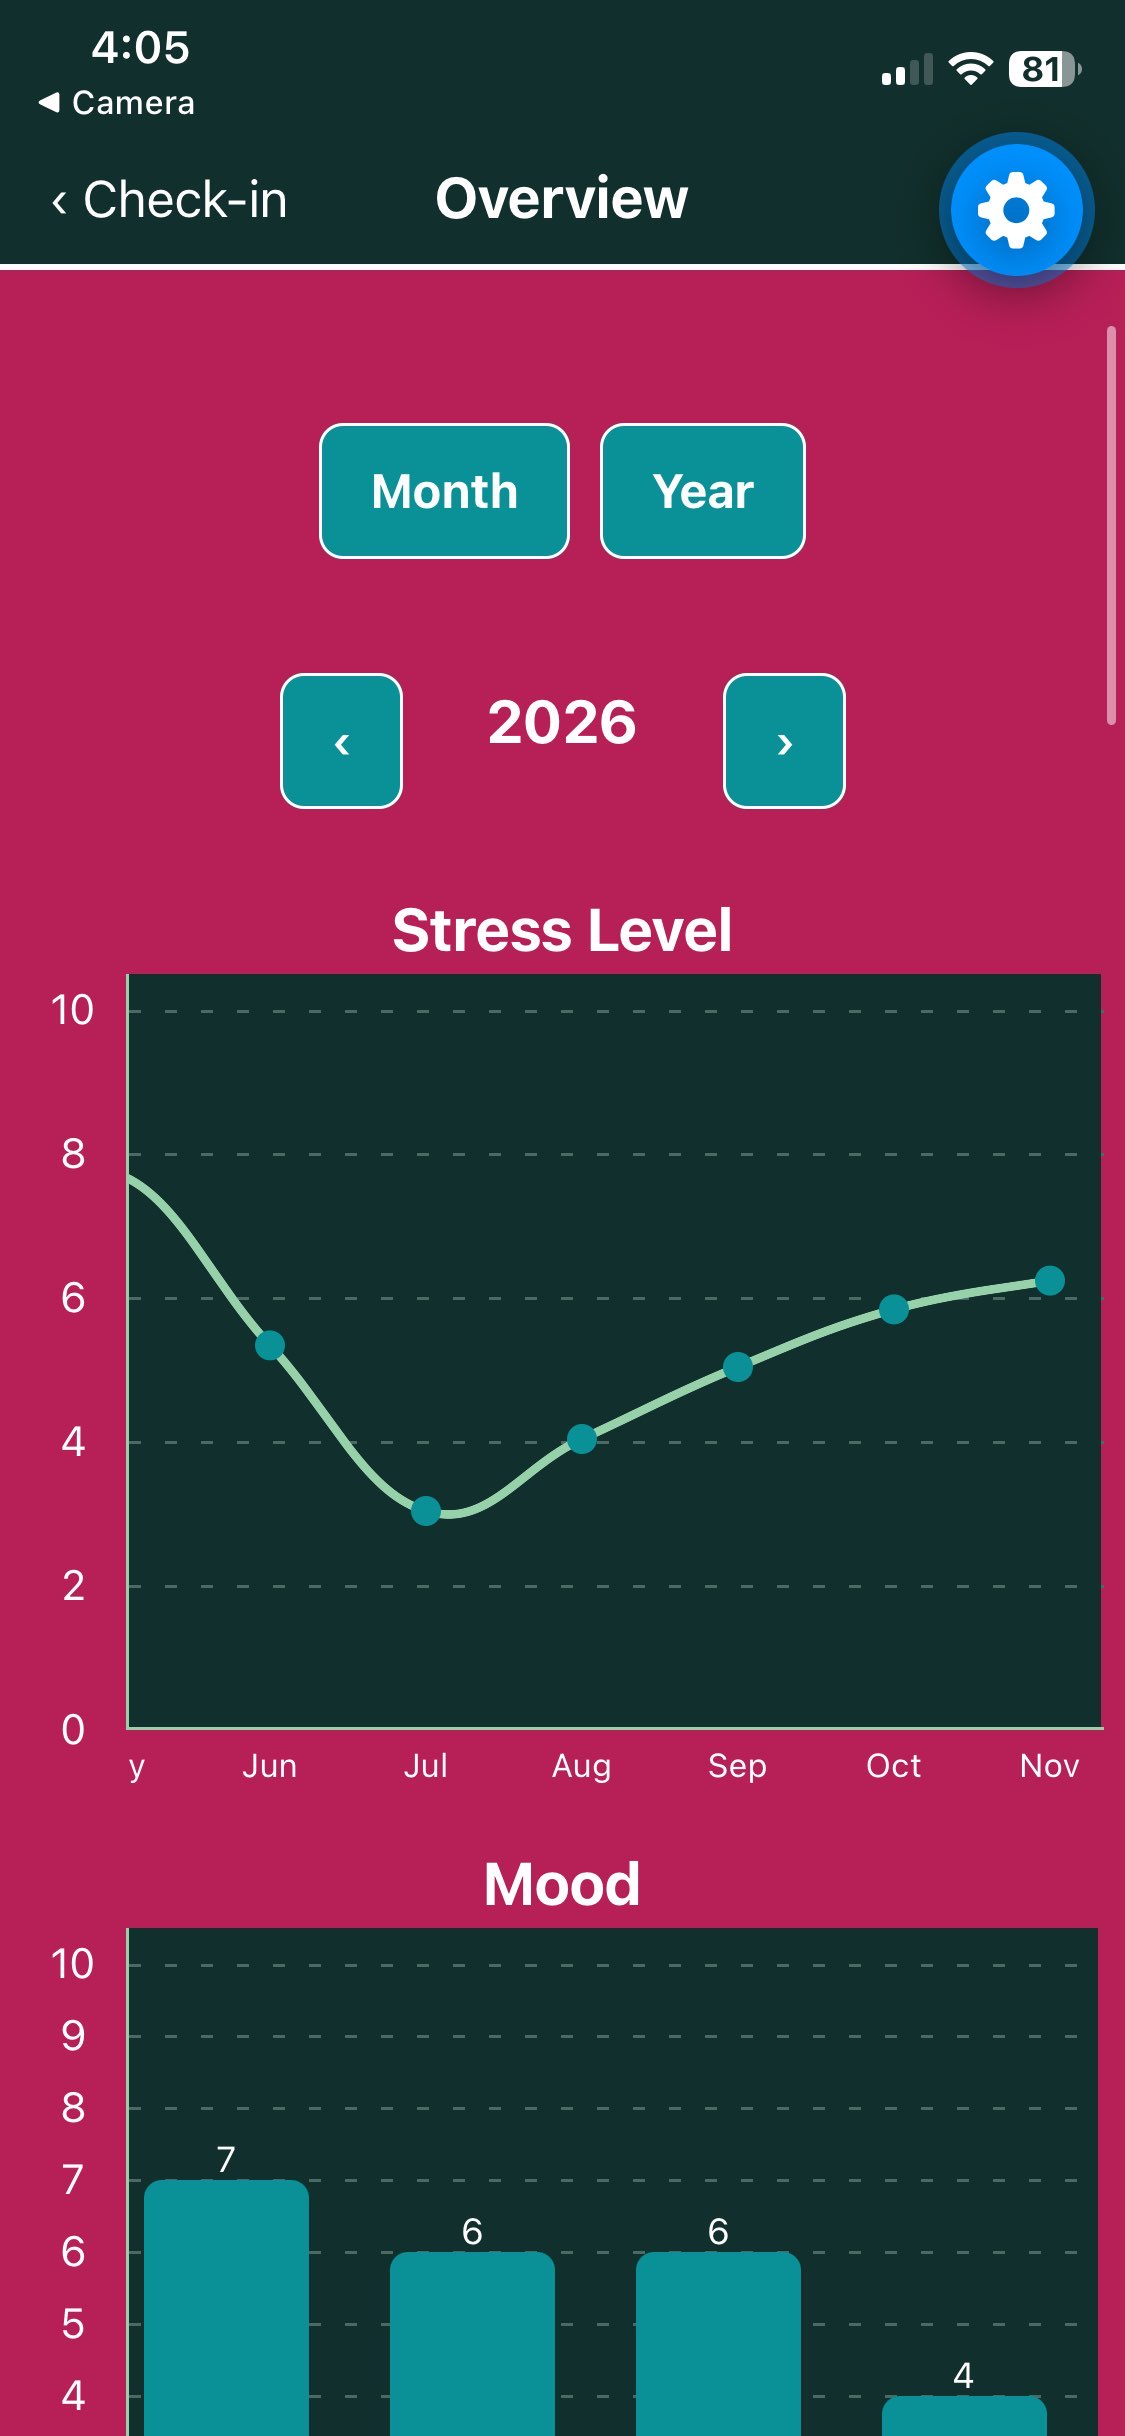 4:05
81
◀ Camera
‹ Check-in
Overview
Month
Year
‹
2026
›
Stress Level
10
8
6
4
2
0
y
Jun
Jul
Aug
Sep
Oct
Nov
Mood
10
9
8
7
6
5
4
7
6
6
4